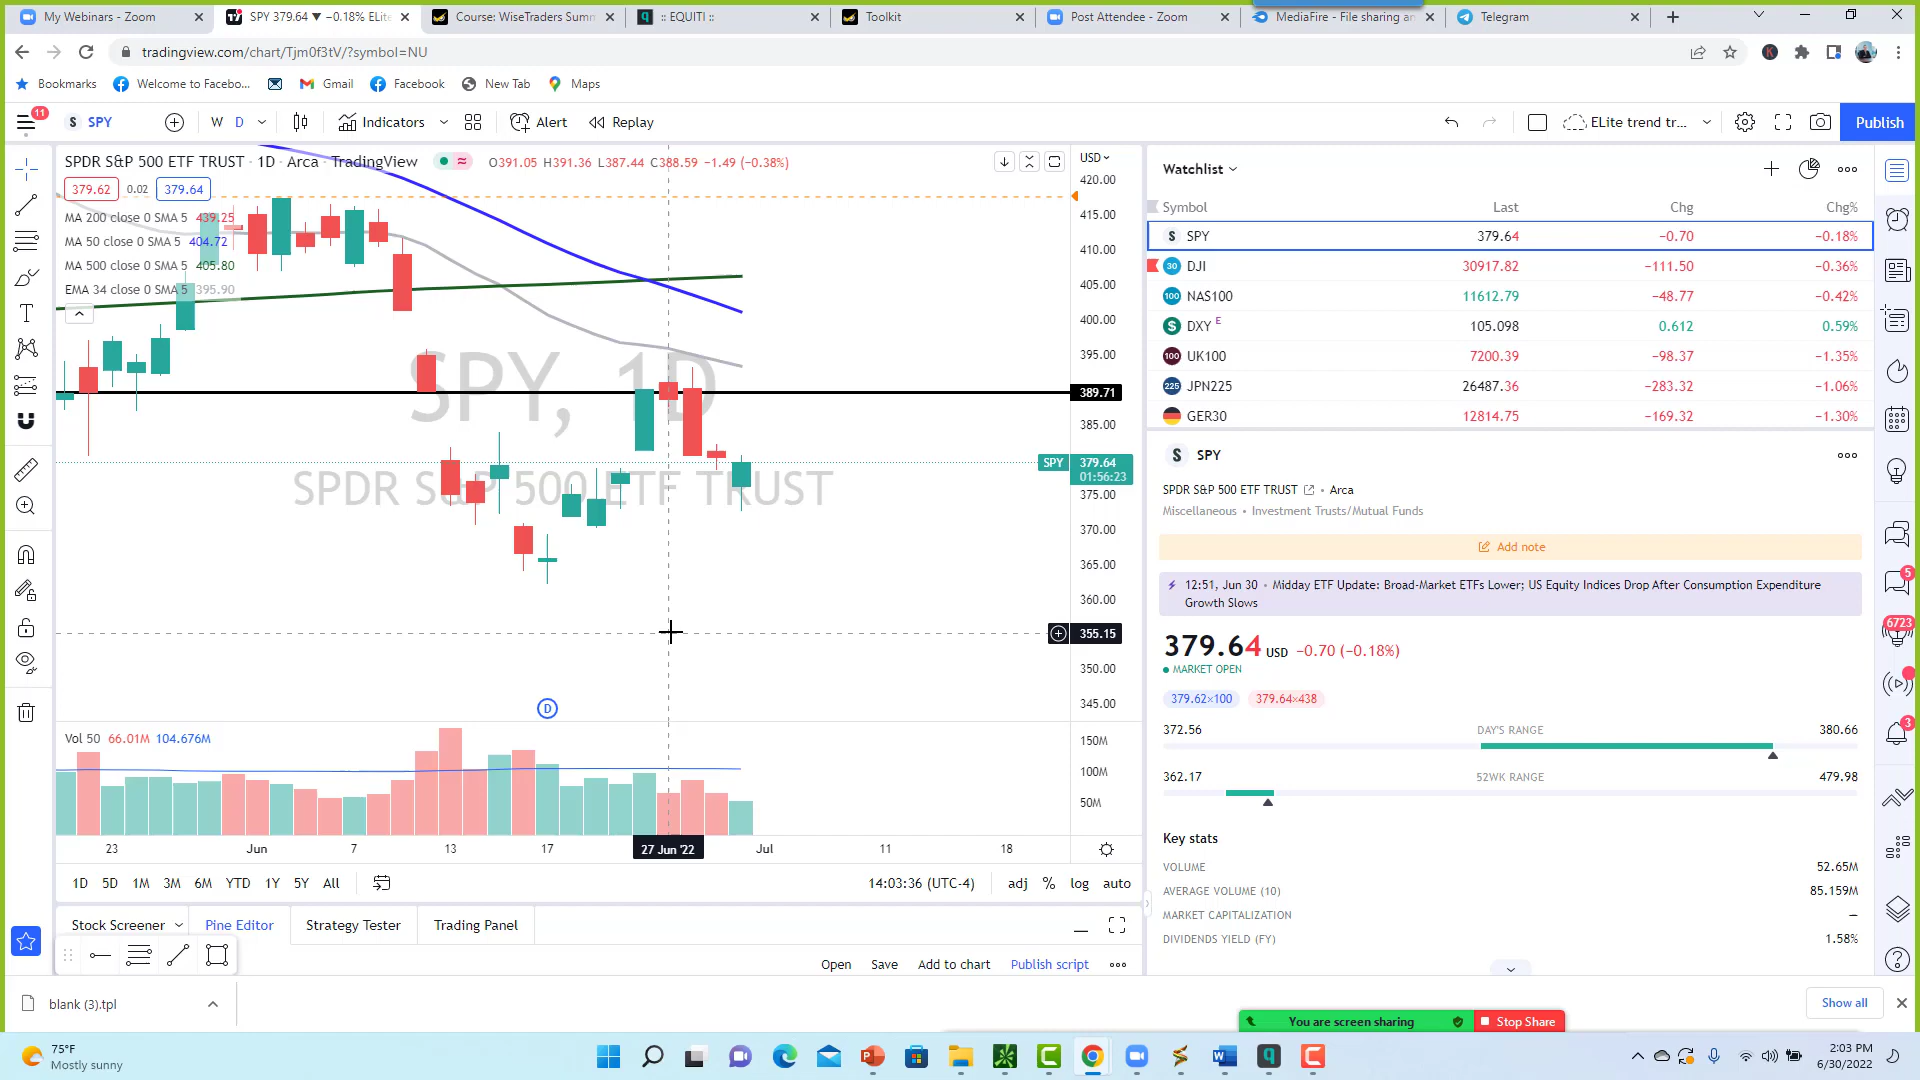 My Webinars - Zoom
SPY 379.64 ▼ −0.18% ELite
Course: WiseTraders Summ
:: EQUITI ::
Toolkit
Post Attendee - Zoom
MediaFire - File sharing an
Telegram
tradingview.com/chart/Tjm0f3tV/?symbol=NU
Bookmarks
Welcome to Facebo...
Gmail
Facebook
New Tab
Maps
11
S SPY
W D
Indicators
Alert
Replay
ELite trend tr...
Publish
SPDR S&P 500 ETF TRUST · 1D · Arca · TradingView
O391.05 H391.36 L387.44 C388.59 −1.49 (−0.38%)
USD
379.62 0.02 379.64
MA 200 close 0 SMA 5 439.25
MA 50 close 0 SMA 5 404.72
MA 500 close 0 SMA 5 405.80
EMA 34 close 0 SMA 5 395.90
SPY, 1D
SPDR S&P 500 ETF TRUST
420.00
415.00
410.00
405.00
400.00
395.00
389.71
385.00
SPY 379.64
01:56:23
375.00
370.00
365.00
360.00
355.15
350.00
345.00
D
Vol 50 66.01M 104.676M
150M
100M
50M
23 Jun 7 13 17 27 Jun '22 Jul 11 18
1D 5D 1M 3M 6M YTD 1Y 5Y All
14:03:36 (UTC-4) adj % log auto
Stock Screener Pine Editor Strategy Tester Trading Panel
Open Save Add to chart Publish script
Watchlist
Symbol Last Chg Chg%
S SPY 379.64 −0.70 −0.18%
30 DJI 30917.82 −111.50 −0.36%
100 NAS100 11612.79 −48.77 −0.42%
$ DXY E 105.098 0.612 0.59%
100 UK100 7200.39 −98.37 −1.35%
225 JPN225 26487.36 −283.32 −1.06%
GER30 12814.75 −169.32 −1.30%
S SPY
SPDR S&P 500 ETF TRUST • Arca
Miscellaneous • Investment Trusts/Mutual Funds
Add note
12:51, Jun 30 • Midday ETF Update: Broad-Market ETFs Lower; US Equity Indices Drop After Consumption Expenditure
Growth Slows
379.64 USD −0.70 (−0.18%)
MARKET OPEN
379.62×100 379.64×438
372.56 DAY'S RANGE 380.66
362.17 52WK RANGE 479.98
Key stats
VOLUME 52.65M
AVERAGE VOLUME (10) 85.159M
MARKET CAPITALIZATION —
DIVIDENDS YIELD (FY) 1.58%
5
6723
3
blank (3).tpl
Show all
You are screen sharing
Stop Share
75°F
Mostly sunny
2:03 PM
6/30/2022